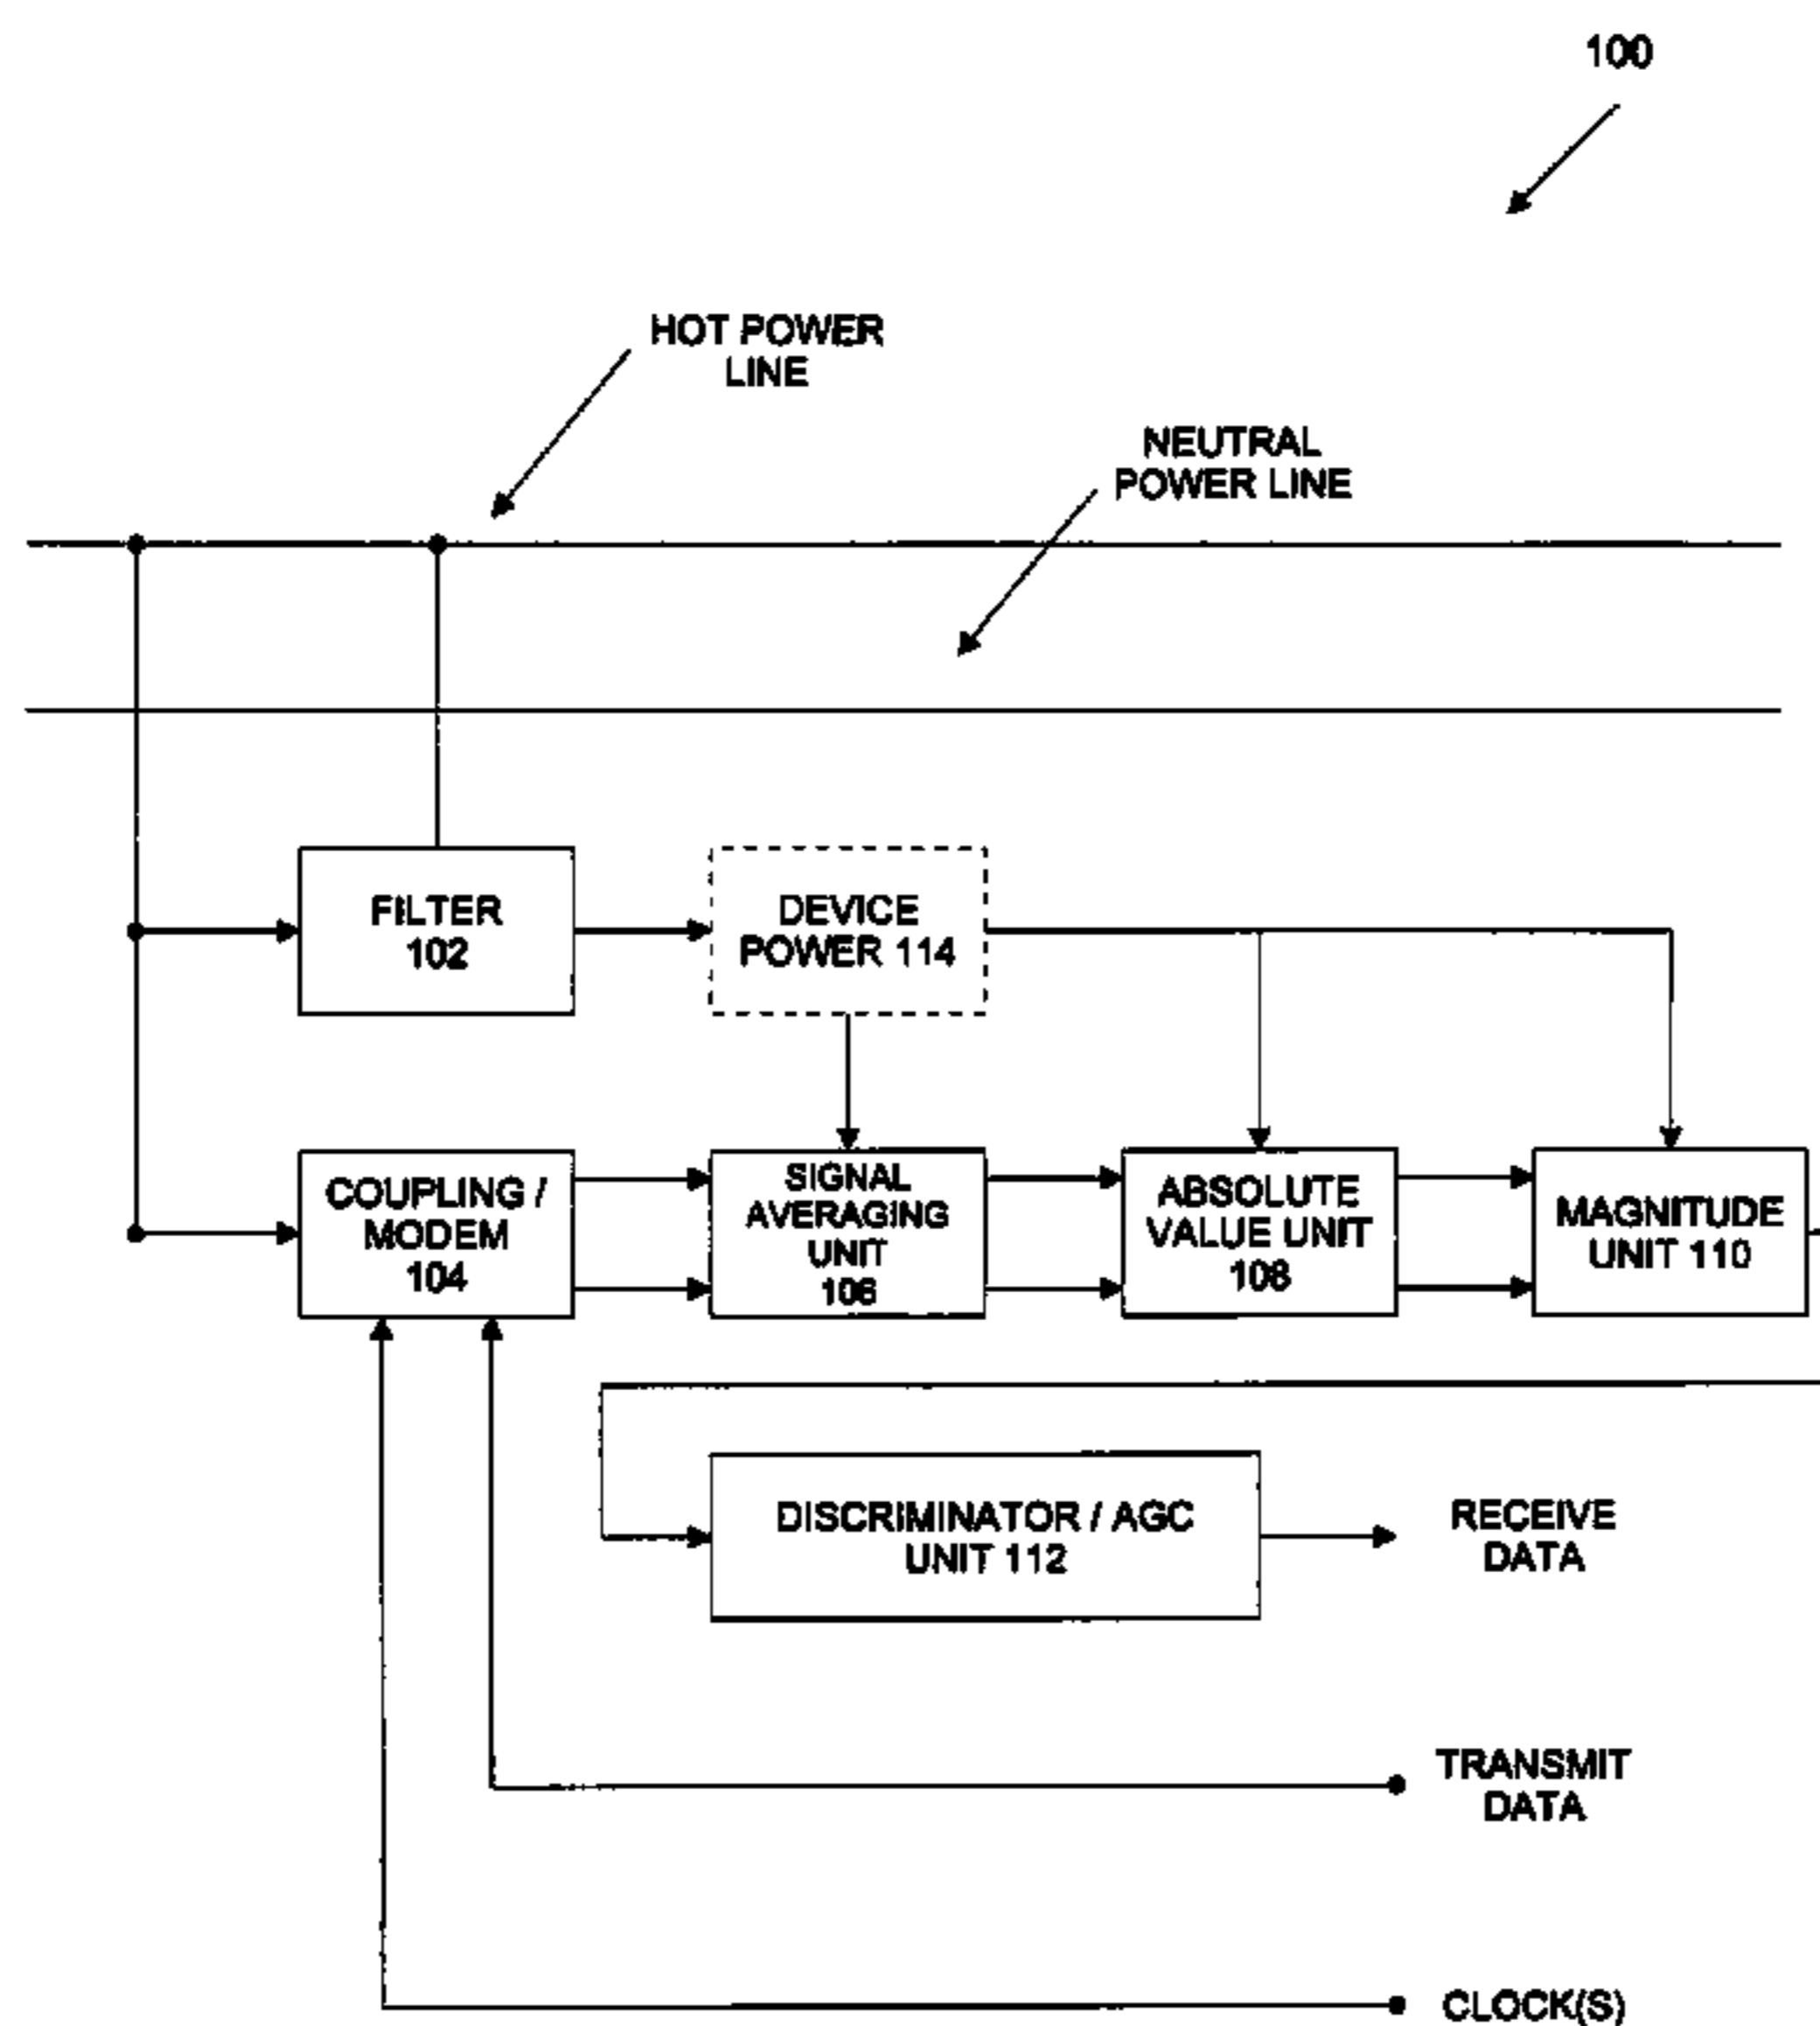 100
HOT POWER
LINE
NEUTRAL
POWER LINE
FILTER
102
DEVICE
POWER 114
COUPLING /
MODEM
104
SIGNAL
AVERAGING
UNIT
106
ABSOLUTE
VALUE UNIT
108
MAGNITUDE
UNIT 110
DISCRIMINATOR / AGC
UNIT 112
RECEIVE
DATA
TRANSMIT
DATA
CLOCK(S)